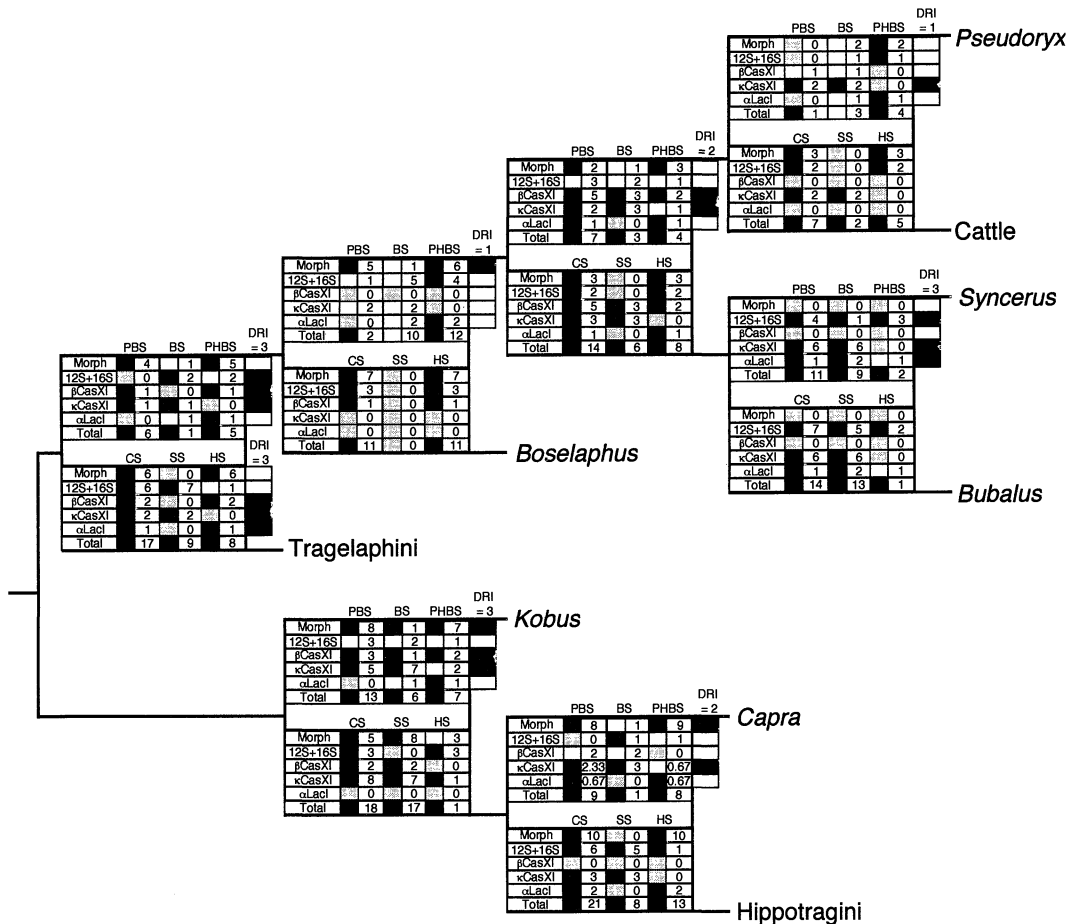 DRI
PBS BS PHBS = 1
Morph 0 2 2
12S+16S 0 1 1
βCasXI 1 1 0
κCasXI 2 2 0
αLacI 0 1 1
Total 1 3 4
CS SS HS
Morph 3 0 3
12S+16S 2 0 2
βCasXI 0 0 0
κCasXI 2 2 0
αLacI 0 0 0
Total 7 2 5
Pseudoryx
Cattle
DRI
PBS BS PHBS = 2
Morph 2 1 3
12S+16S 3 2 1
βCasXI 5 3 2
κCasXI 2 3 1
αLacI 1 0 1
Total 7 3 4
CS SS HS
Morph 3 0 3
12S+16S 2 0 2
βCasXI 5 3 2
κCasXI 3 3 0
αLacI 1 0 1
Total 14 6 8
DRI
PBS BS PHBS = 3
Morph 0 0 0
12S+16S 4 1 3
βCasXI 0 0 0
κCasXI 6 6 0
αLacI 1 2 1
Total 11 9 2
CS SS HS
Morph 0 0 0
12S+16S 7 5 2
βCasXI 0 0 0
κCasXI 6 6 0
αLacI 1 2 1
Total 14 13 1
Syncerus
Bubalus
DRI
PBS BS PHBS = 1
Morph 5 1 6
12S+16S 1 5 4
βCasXI 0 0 0
κCasXI 2 2 0
αLacI 0 2 2
Total 2 10 12
CS SS HS
Morph 7 0 7
12S+16S 3 0 3
βCasXI 1 0 1
κCasXI 0 0 0
αLacI 0 0 0
Total 11 0 11
Boselaphus
DRI
PBS BS PHBS = 3
Morph 4 1 5
12S+16S 0 2 2
βCasXI 1 0 1
κCasXI 1 1 0
αLacI 0 1 1
Total 6 1 5
DRI
CS SS HS = 3
Morph 6 0 6
12S+16S 6 7 1
βCasXI 2 0 2
κCasXI 2 2 0
αLacI 1 0 1
Total 17 9 8
Tragelaphini
DRI
PBS BS PHBS = 3
Morph 8 1 7
12S+16S 3 2 1
βCasXI 3 1 2
κCasXI 5 7 2
αLacI 0 1 1
Total 13 6 7
CS SS HS
Morph 5 8 3
12S+16S 3 0 3
βCasXI 2 2 0
κCasXI 8 7 1
αLacI 0 0 0
Total 18 17 1
Kobus
DRI
PBS BS PHBS = 2
Morph 8 1 9
12S+16S 0 1 1
βCasXI 2 2 0
κCasXI 2.33 3 0.67
αLacI 0.67 0 0.67
Total 9 1 8
CS SS HS
Morph 10 0 10
12S+16S 6 5 1
βCasXI 0 0 0
κCasXI 3 3 0
αLacI 2 0 2
Total 21 8 13
Capra
Hippotragini